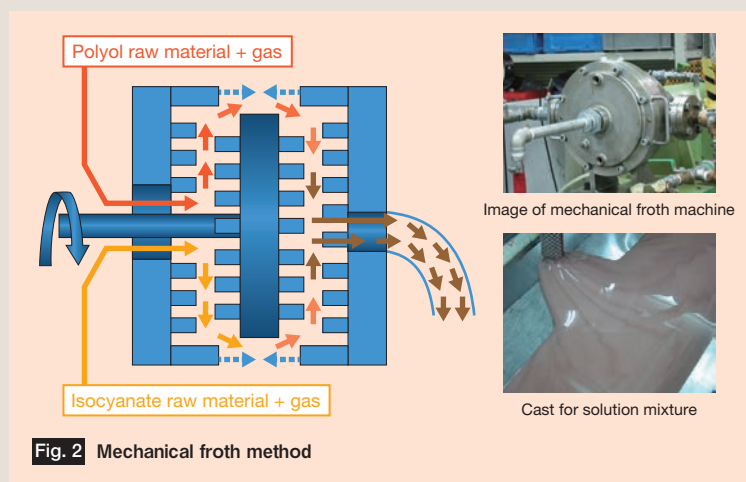 Polyol raw material + gas
Isocyanate raw material + gas
Image of mechanical froth machine
Cast for solution mixture
Fig. 2 Mechanical froth method